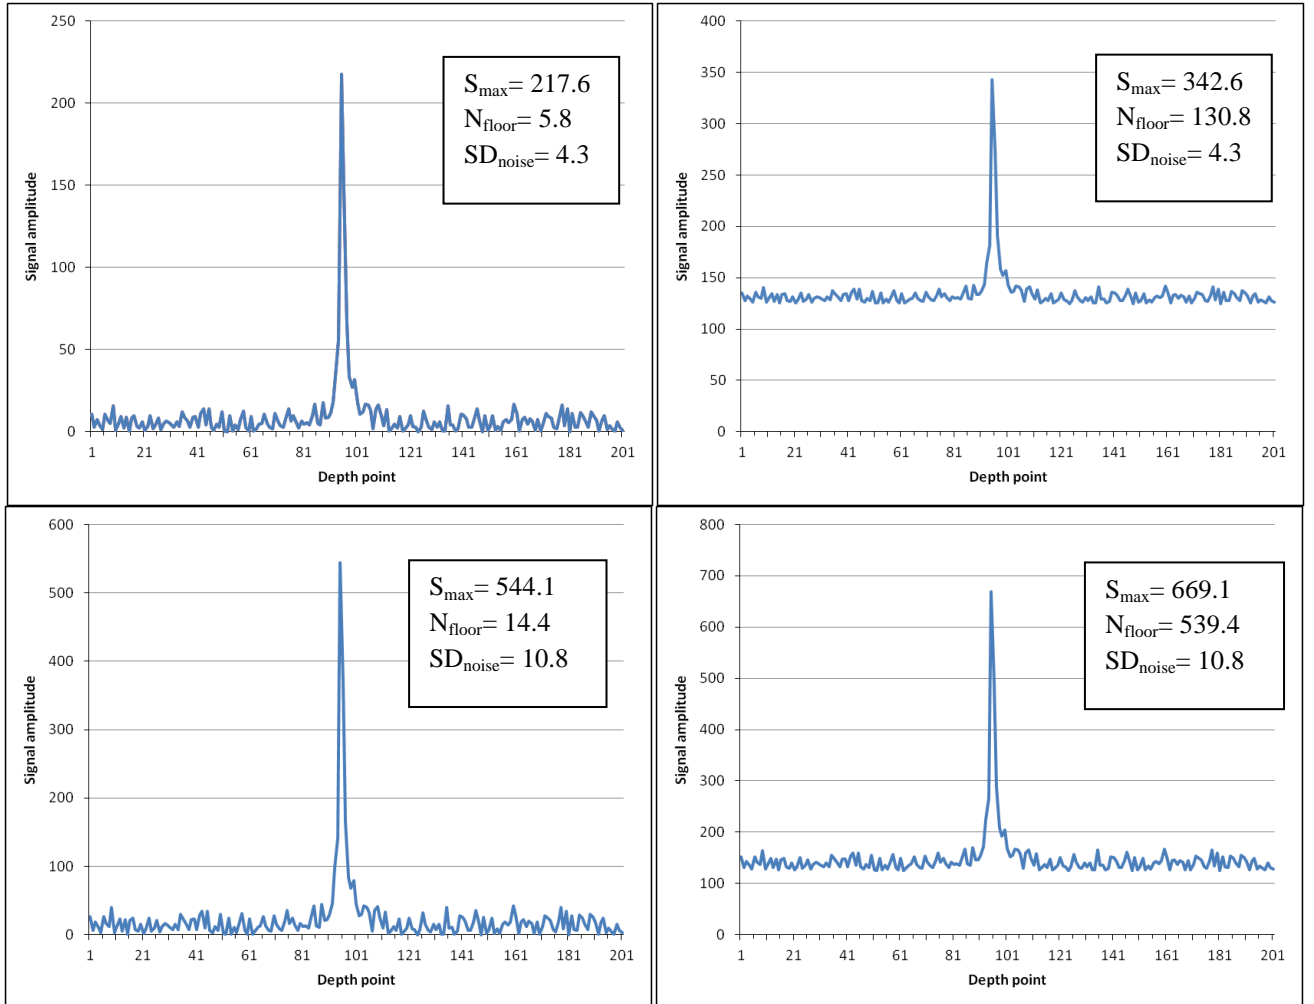 250
200
150
100
50
0
Signal amplitude
1 21 41 61 81 101 121 141 161 181 201
Depth point
Smax= 217.6
Nfloor= 5.8
SDnoise= 4.3
400
350
300
250
200
150
100
50
0
Signal amplitude
1 21 41 61 81 101 121 141 161 181 201
Depth point
Smax= 342.6
Nfloor= 130.8
SDnoise= 4.3
600
500
400
300
200
100
0
Signal amplitude
1 21 41 61 81 101 121 141 161 181 201
Depth point
Smax= 544.1
Nfloor= 14.4
SDnoise= 10.8
800
700
600
500
400
300
200
100
0
Signal amplitude
1 21 41 61 81 101 121 141 161 181 201
Depth point
Smax= 669.1
Nfloor= 539.4
SDnoise= 10.8